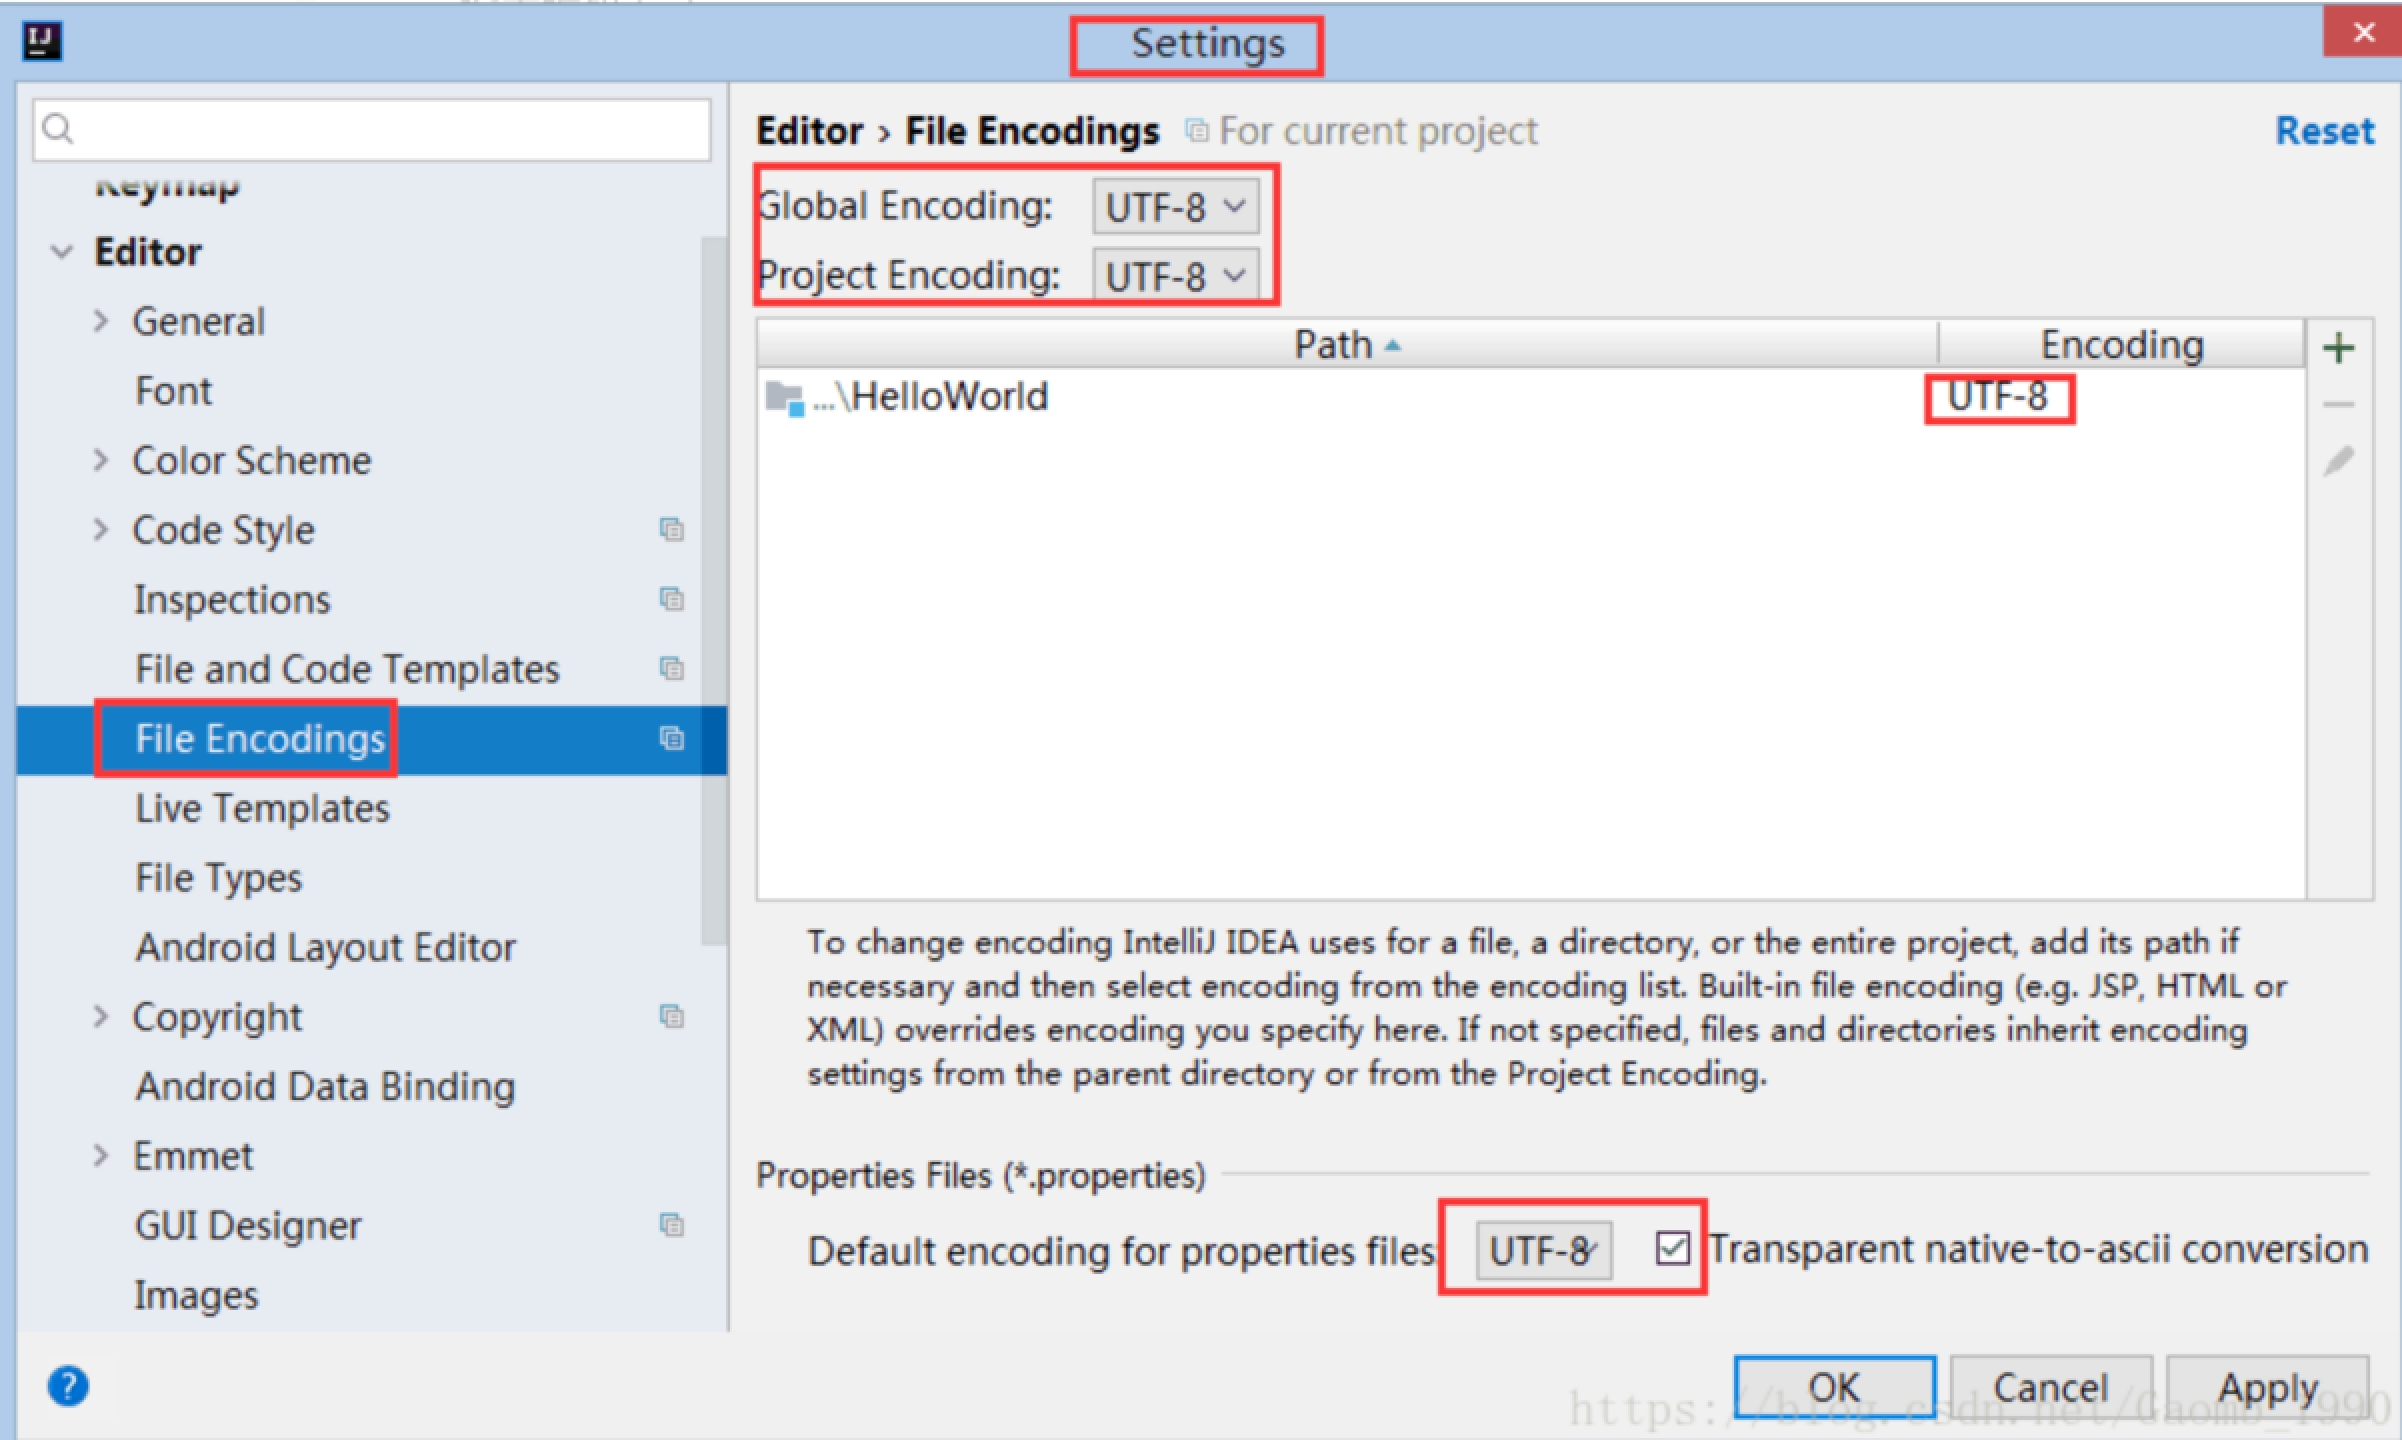 IJ
Settings
Keymap
Editor
General
Font
Color Scheme
Code Style
Inspections
File and Code Templates
File Encodings
Live Templates
File Types
Android Layout Editor
Copyright
Android Data Binding
Emmet
GUI Designer
Images
Editor › File Encodings For current project
Reset
Global Encoding: UTF-8
Project Encoding: UTF-8
Path Encoding
...\HelloWorld UTF-8
To change encoding IntelliJ IDEA uses for a file, a directory, or the entire project, add its path if
necessary and then select encoding from the encoding list. Built-in file encoding (e.g. JSP, HTML or
XML) overrides encoding you specify here. If not specified, files and directories inherit encoding
settings from the parent directory or from the Project Encoding.
Properties Files (*.properties)
Default encoding for properties files: UTF-8 Transparent native-to-ascii conversion
?
OK Cancel Apply